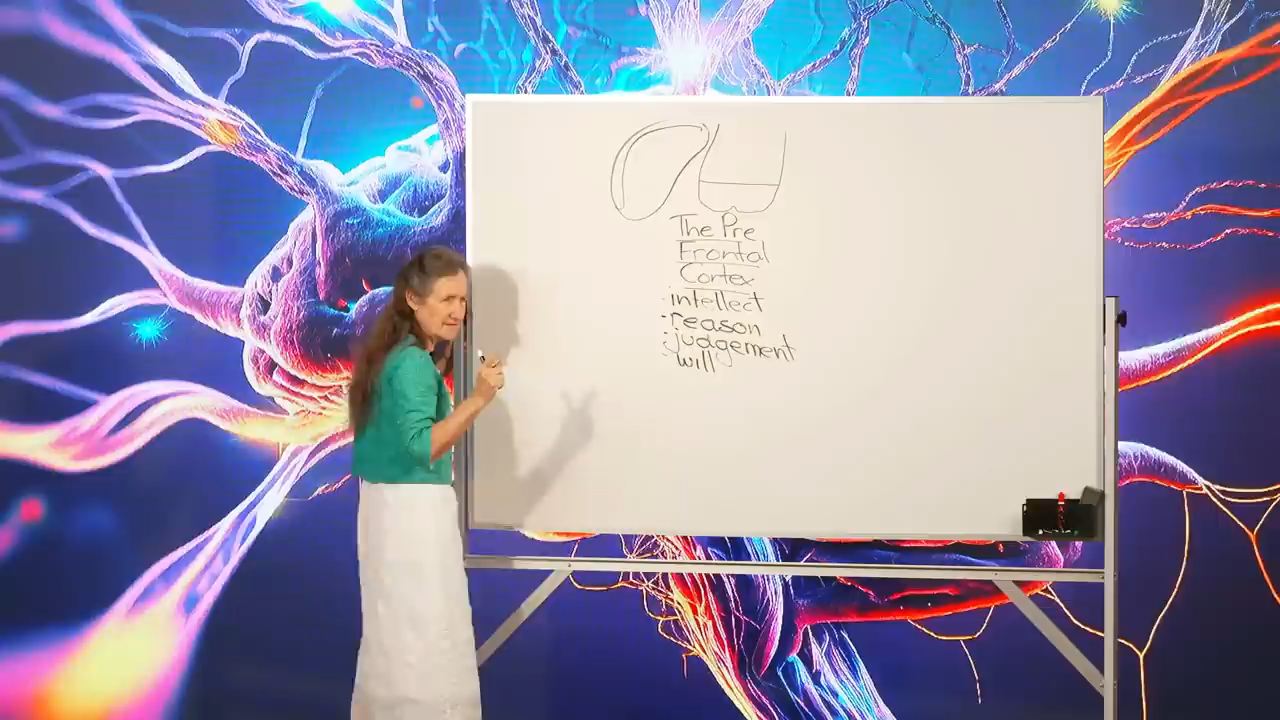 The Pre
Frontal
Cortex
·intellect
·reason
·judgement
·will